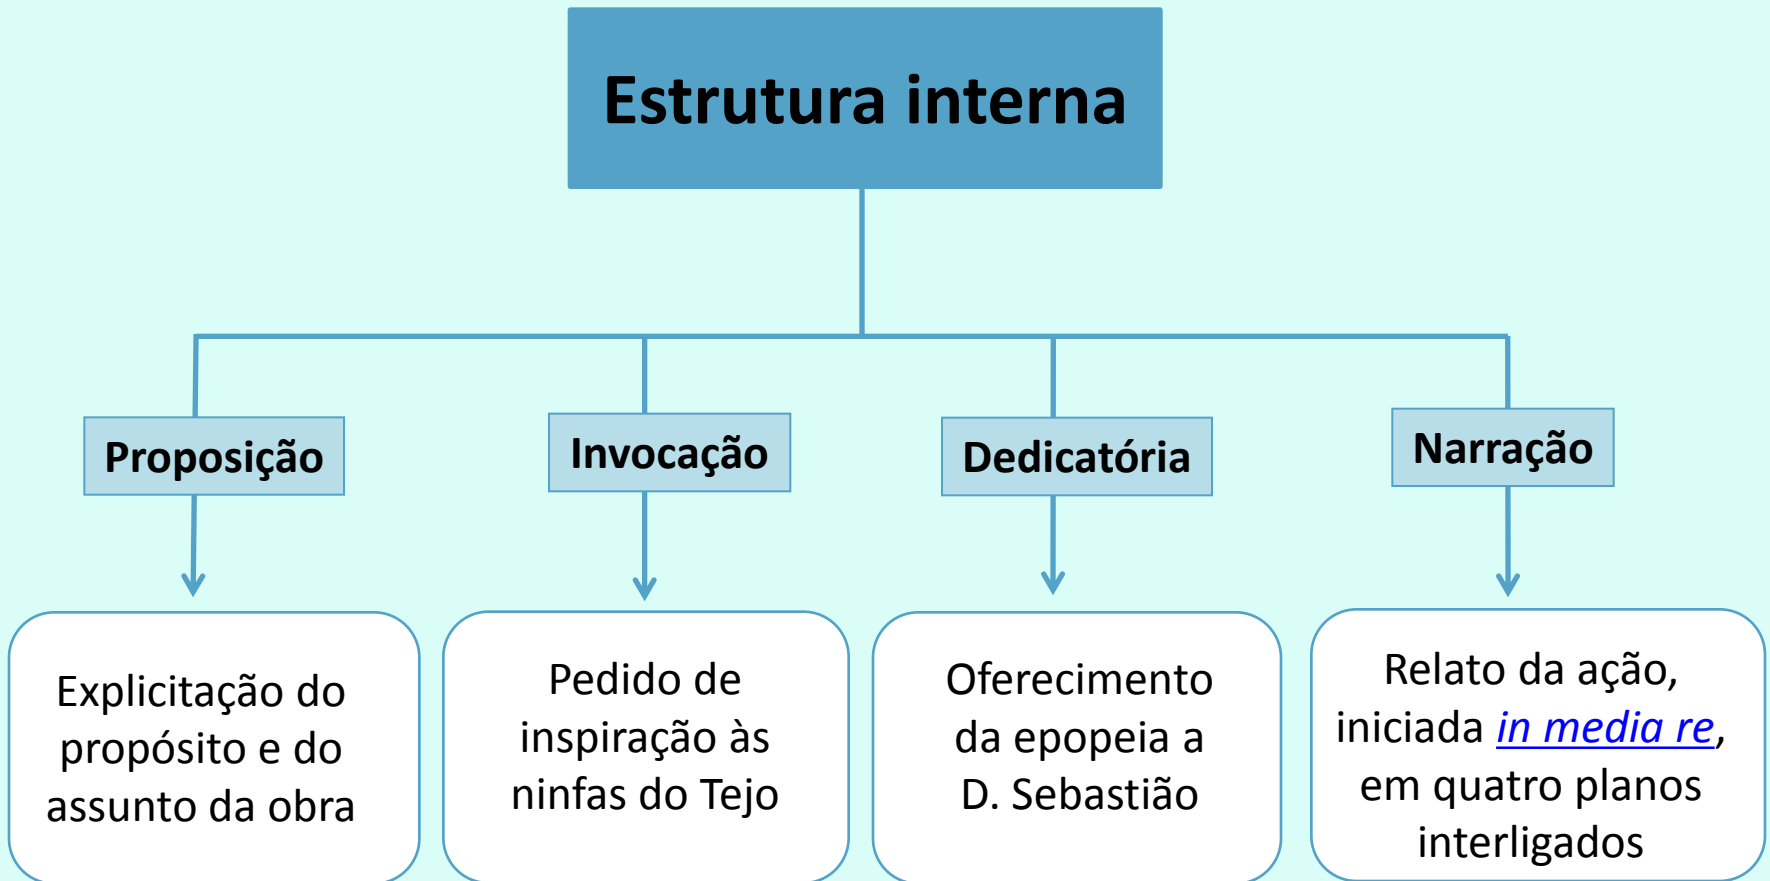 Estrutura interna
Proposição
Invocação
Dedicatória
Narração
Explicitação do
propósito e do
assunto da obra
Pedido de
inspiração às
ninfas do Tejo
Oferecimento
da epopeia a
D. Sebastião
Relato da ação,
iniciada in media re,
em quatro planos
interligados